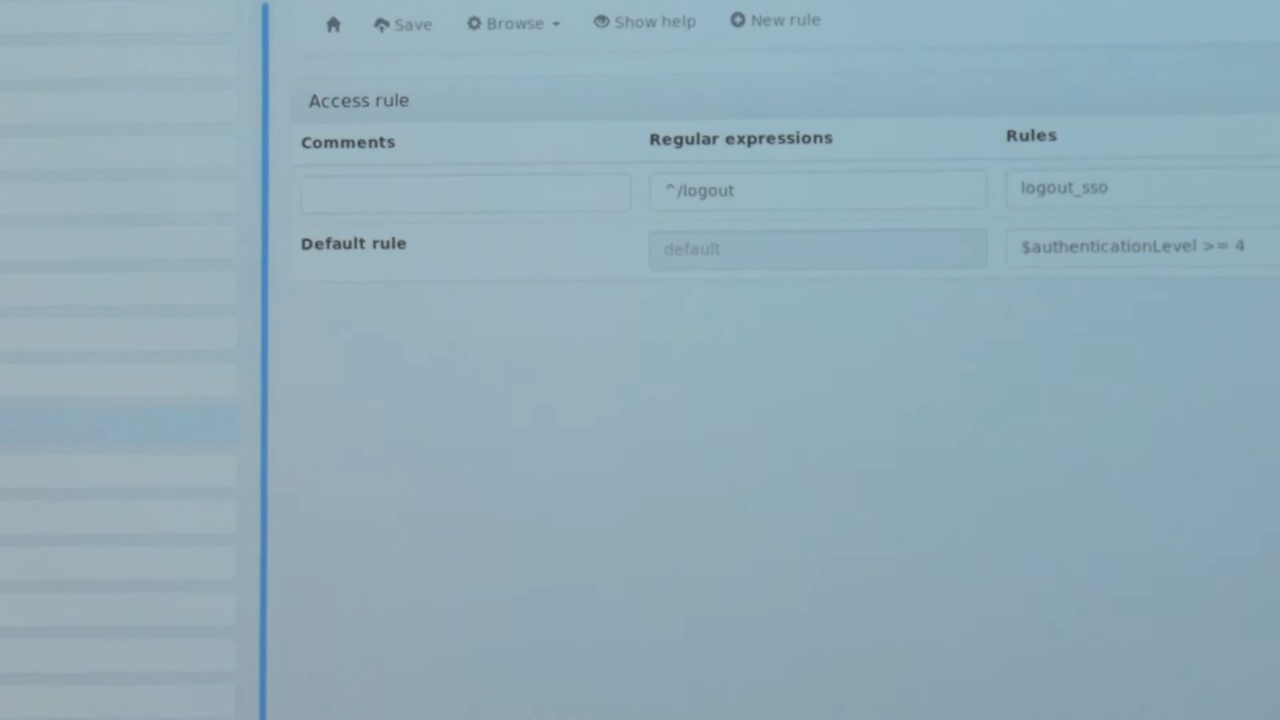 Save Browse Show help New rule
Access rule
Comments Regular expressions Rules
^/logout logout_sso
Default rule default $authenticationLevel >= 4